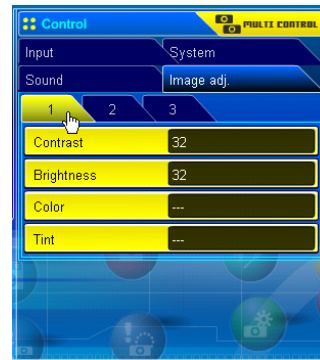 Control MULTI CONTROL
Input System
Sound Image adj.
1 2 3
Contrast 32
Brightness 32
Color ---
Tint ---